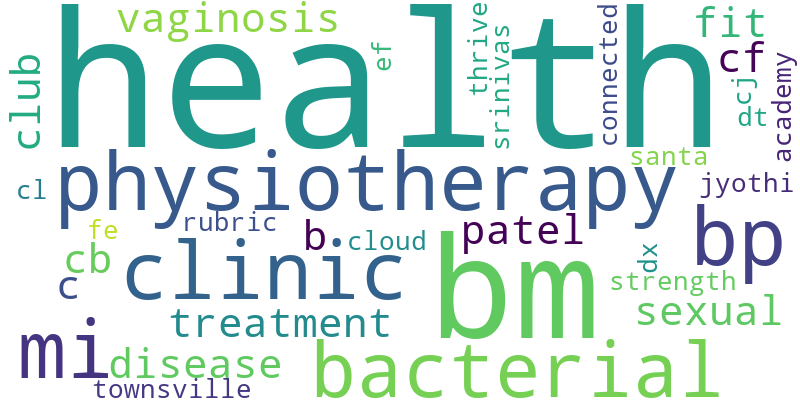 vaginosis
health
ef
thrive
srinivas
connected
fit
cf
cj
dt
academy
club
santa
cl
physiotherapy
jyothi
fe
rubric
b
cloud
patel
bp
cb
c
clinic
bm
dx
strength
treatment
sexual
mi
disease
bacterial
townsville